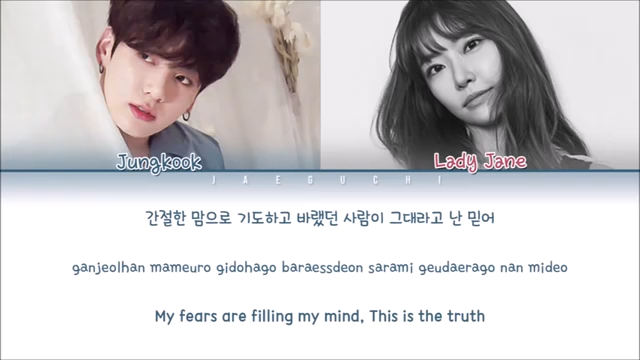 Jungkook
Lady Jane
JAEGUCHI
간절한 맘으로 기도하고 바랬던 사람이 그대라고 난 믿어
ganjeolhan mameuro gidohago baraessdeon sarami geudaerago nan mideo
My fears are filling my mind, This is the truth